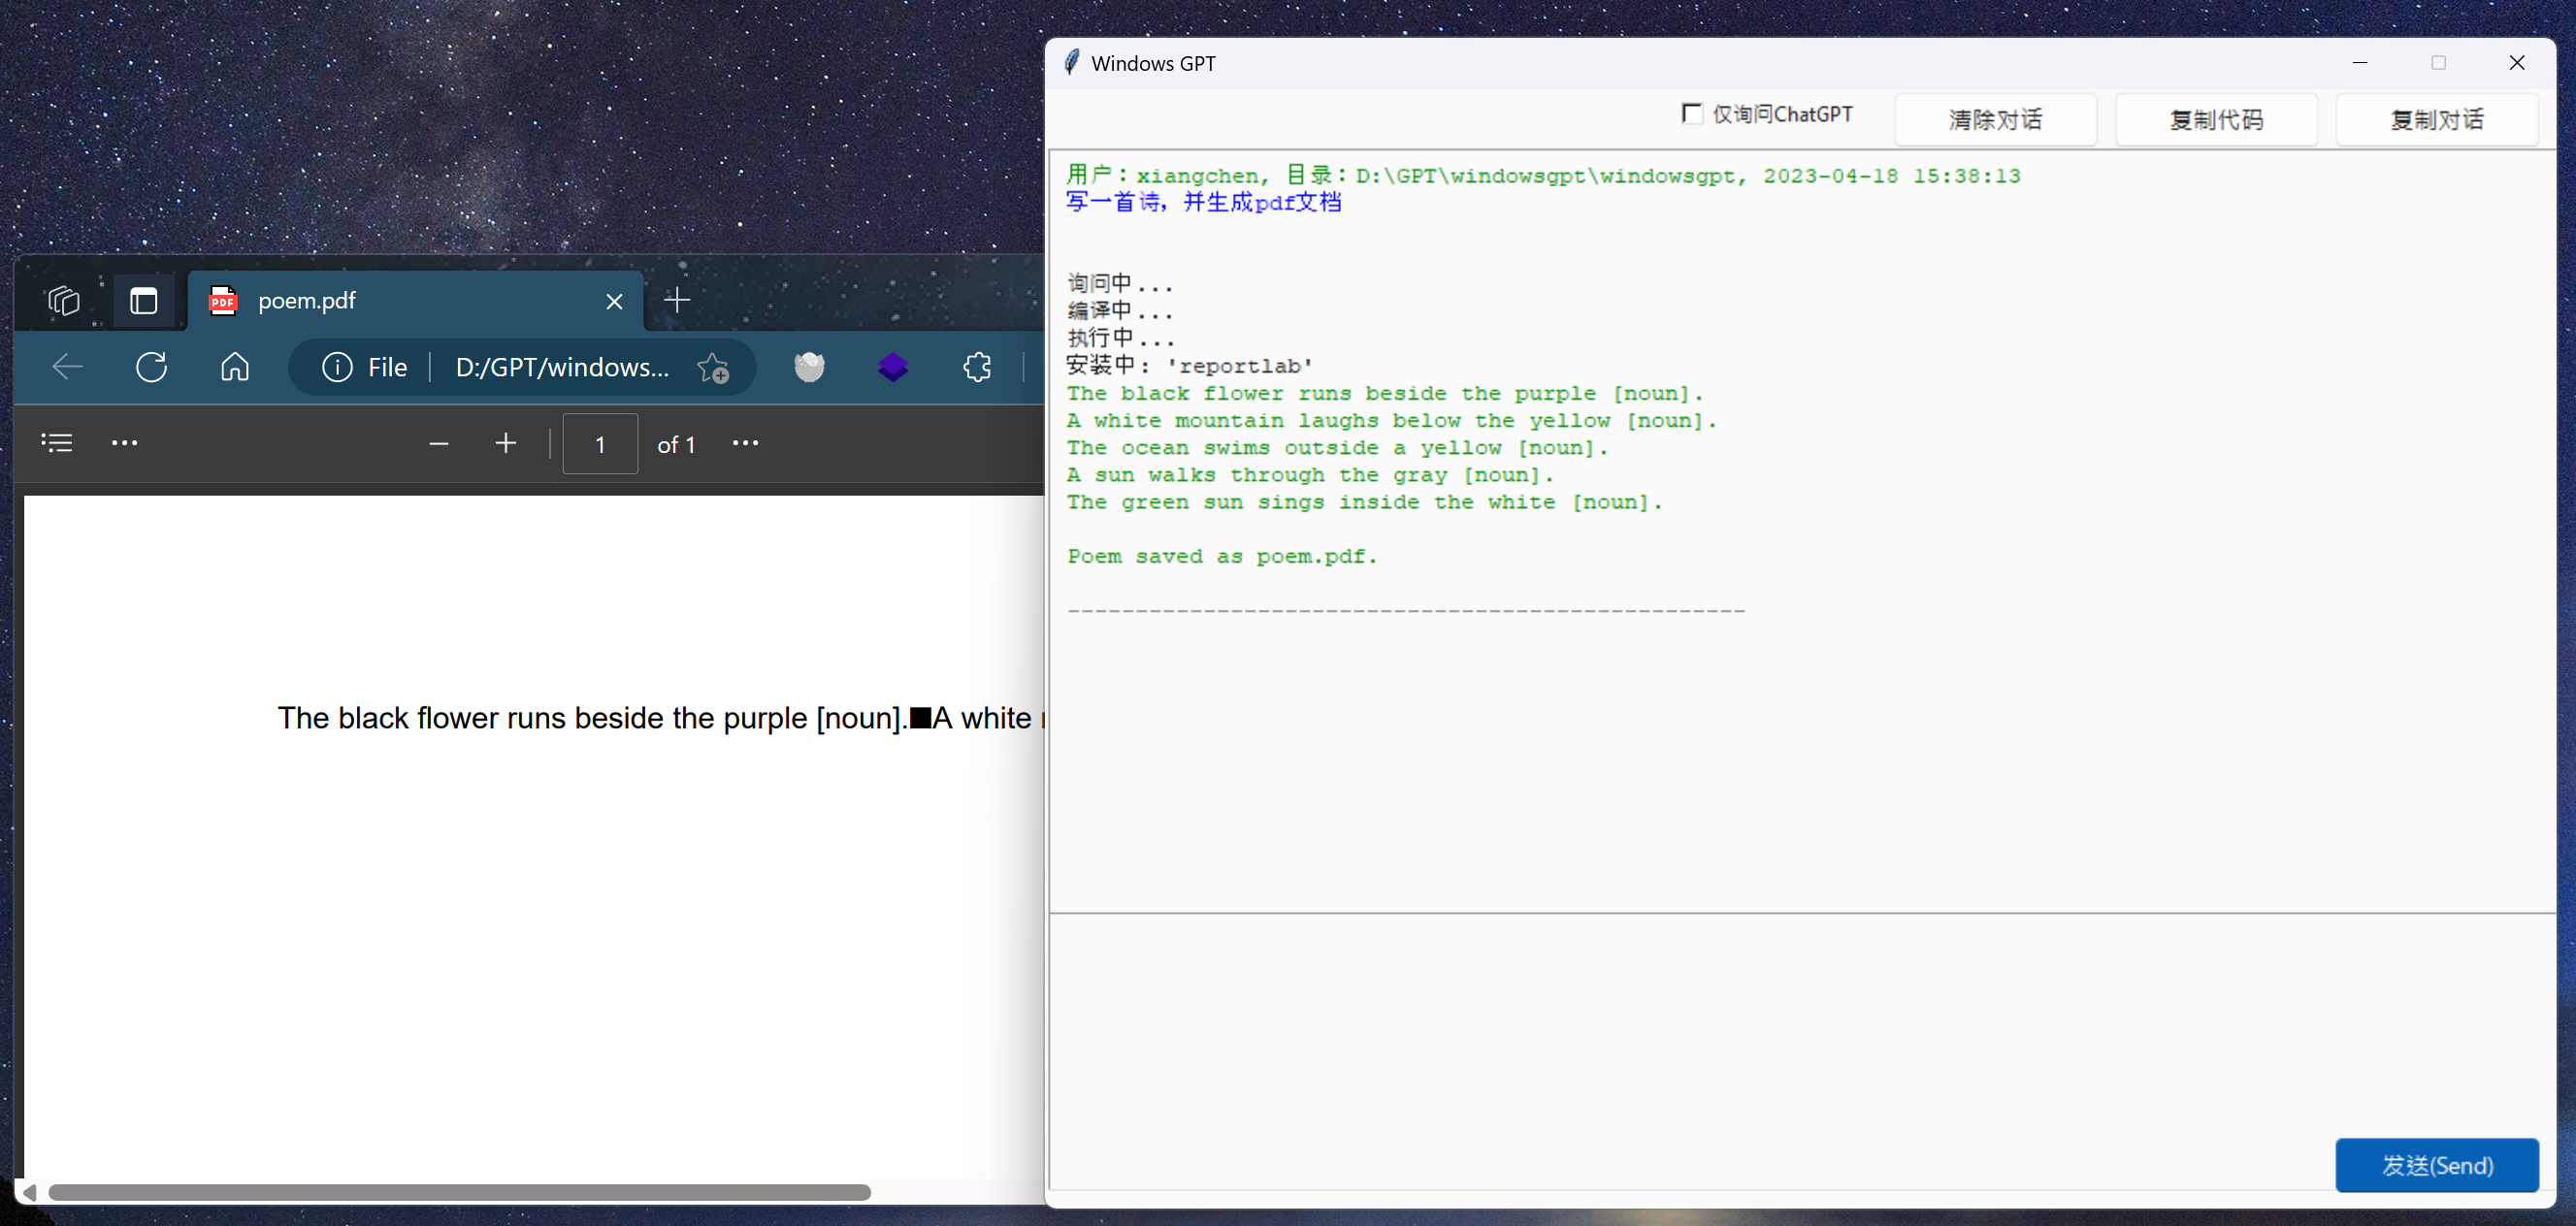 poem.pdf
File
D:/GPT/windows...
1 of 1
The black flower runs beside the purple [noun].■A white
Windows GPT
仅询问ChatGPT
清除对话
复制代码
复制对话
用户：xiangchen, 目录：D:\GPT\windowsgpt\windowsgpt, 2023-04-18 15:38:13
写一首诗，并生成pdf文档
询问中...
编译中...
执行中...
安装中: 'reportlab'
The black flower runs beside the purple [noun].
A white mountain laughs below the yellow [noun].
The ocean swims outside a yellow [noun].
A sun walks through the gray [noun].
The green sun sings inside the white [noun].
Poem saved as poem.pdf.
--------------------------------------------------
发送(Send)